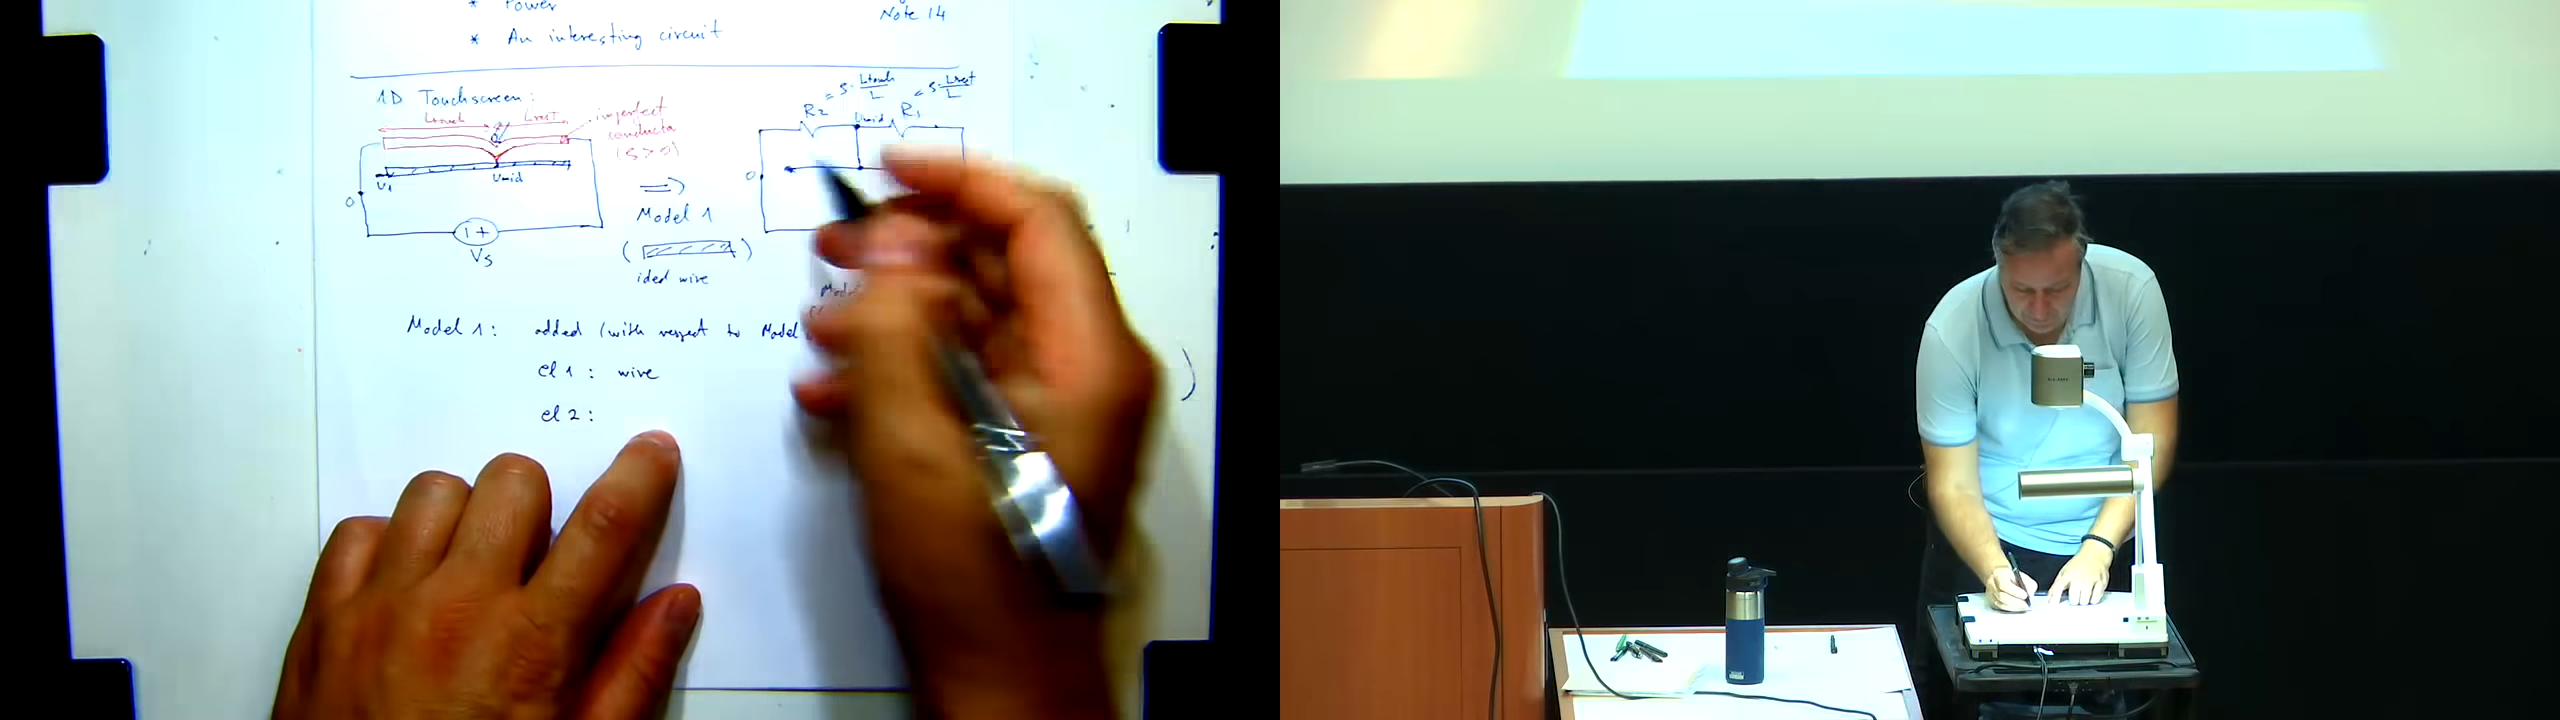 * Power
Note 14
* An interesting circuit
1D Touchscreen:
Ltouch Lrest
imperfect
conductor
(ρ > 0)
R2 = ρ · Ltouch / L
R1 = ρ · Lrest / L
Umid
U1 Umid
0
0
Vs
⇒
Model 1
( )
ideal wire
Model 1: added (with respect to Model
el 1: wire
el 2:
)